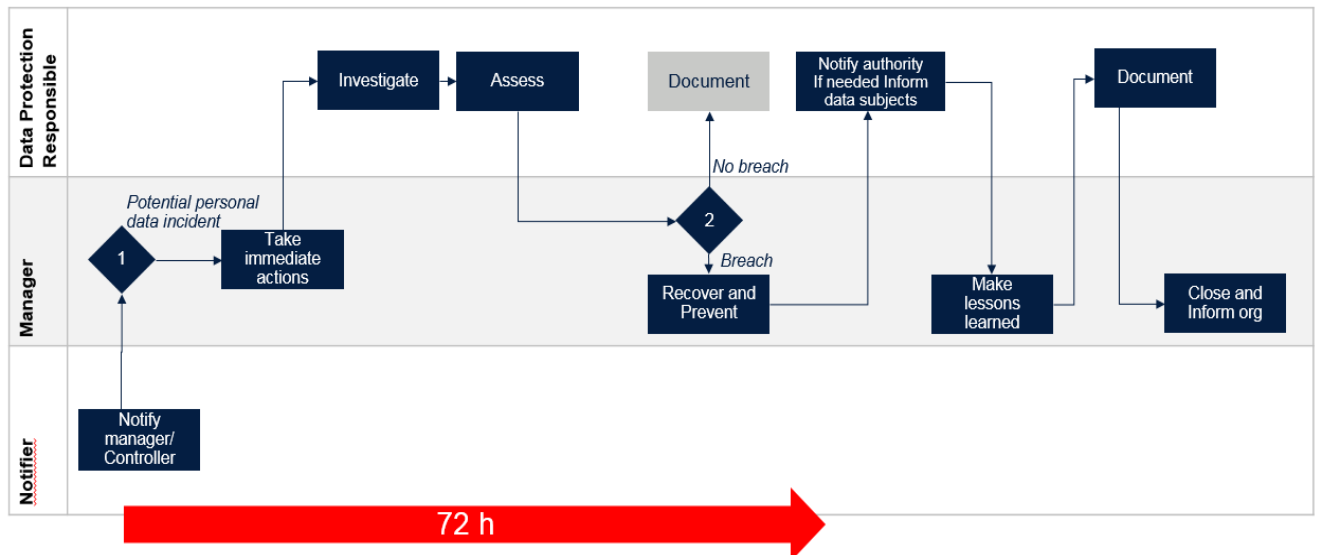 Data Protection
Responsible
Investigate
Assess
Document
Notify authority
If needed Inform
data subjects
Document
No breach
Manager
Potential personal
data incident
1
Take
immediate
actions
2
Breach
Recover and
Prevent
Make
lessons
learned
Close and
Inform org
Notifier
Notify
manager/
Controller
72 h